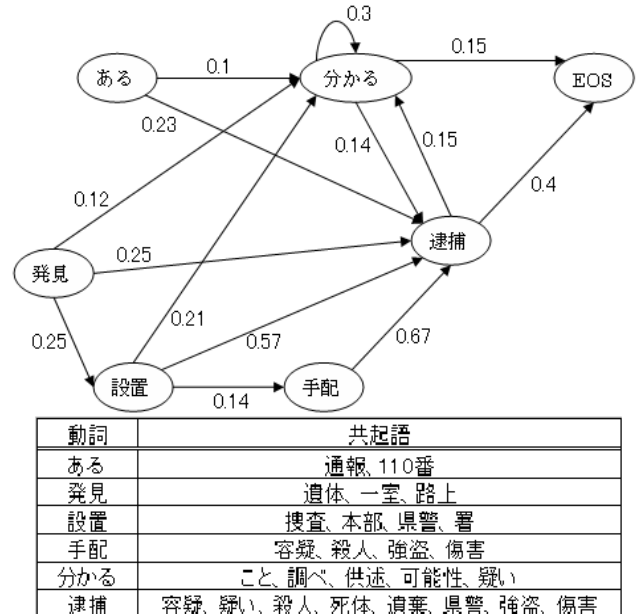 0.3
0.15
ある
0.1
分かる
EOS
0.23
0.14
0.15
0.12
0.4
逮捕
発見
0.25
0.25
0.21
0.57
0.67
設置
0.14
手配
動詞 共起語
ある 通報、110番
発見 遺体、一室、路上
設置 捜査、本部、県警、署
手配 容疑、殺人、強盗、傷害
分かる こと、調べ、供述、可能性、疑い
逮捕 容疑、疑い、殺人、死体、遺棄、県警、強盗、傷害